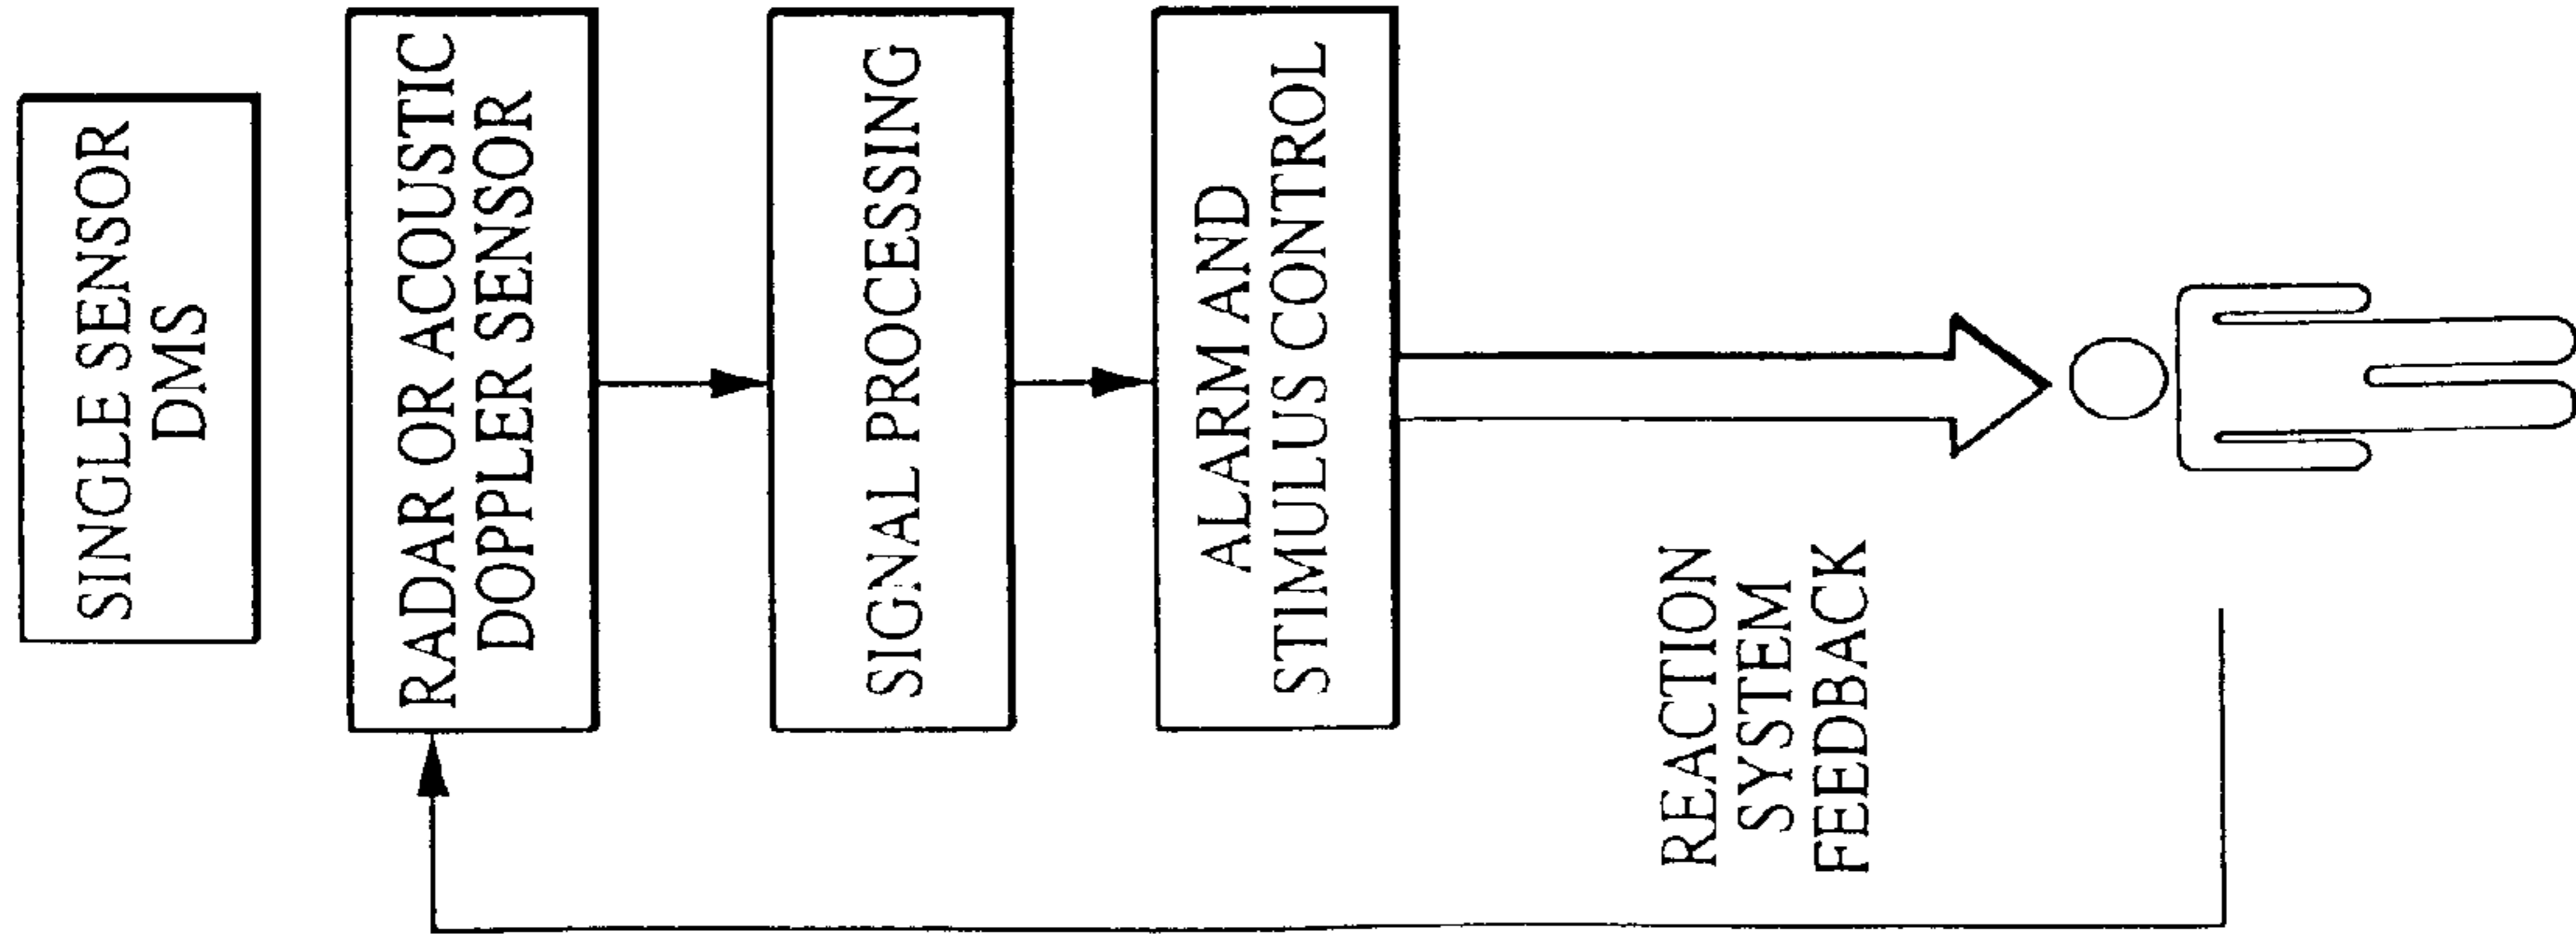 SINGLE SENSOR
DMS
RADAR OR ACOUSTIC
DOPPLER SENSOR
SIGNAL PROCESSING
ALARM AND
STIMULUS CONTROL
REACTION
SYSTEM
FEEDBACK